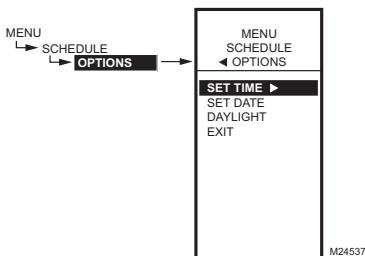 MENU
SCHEDULE
OPTIONS
MENU
SCHEDULE
◄ OPTIONS
SET TIME ►
SET DATE
DAYLIGHT
EXIT
M24537